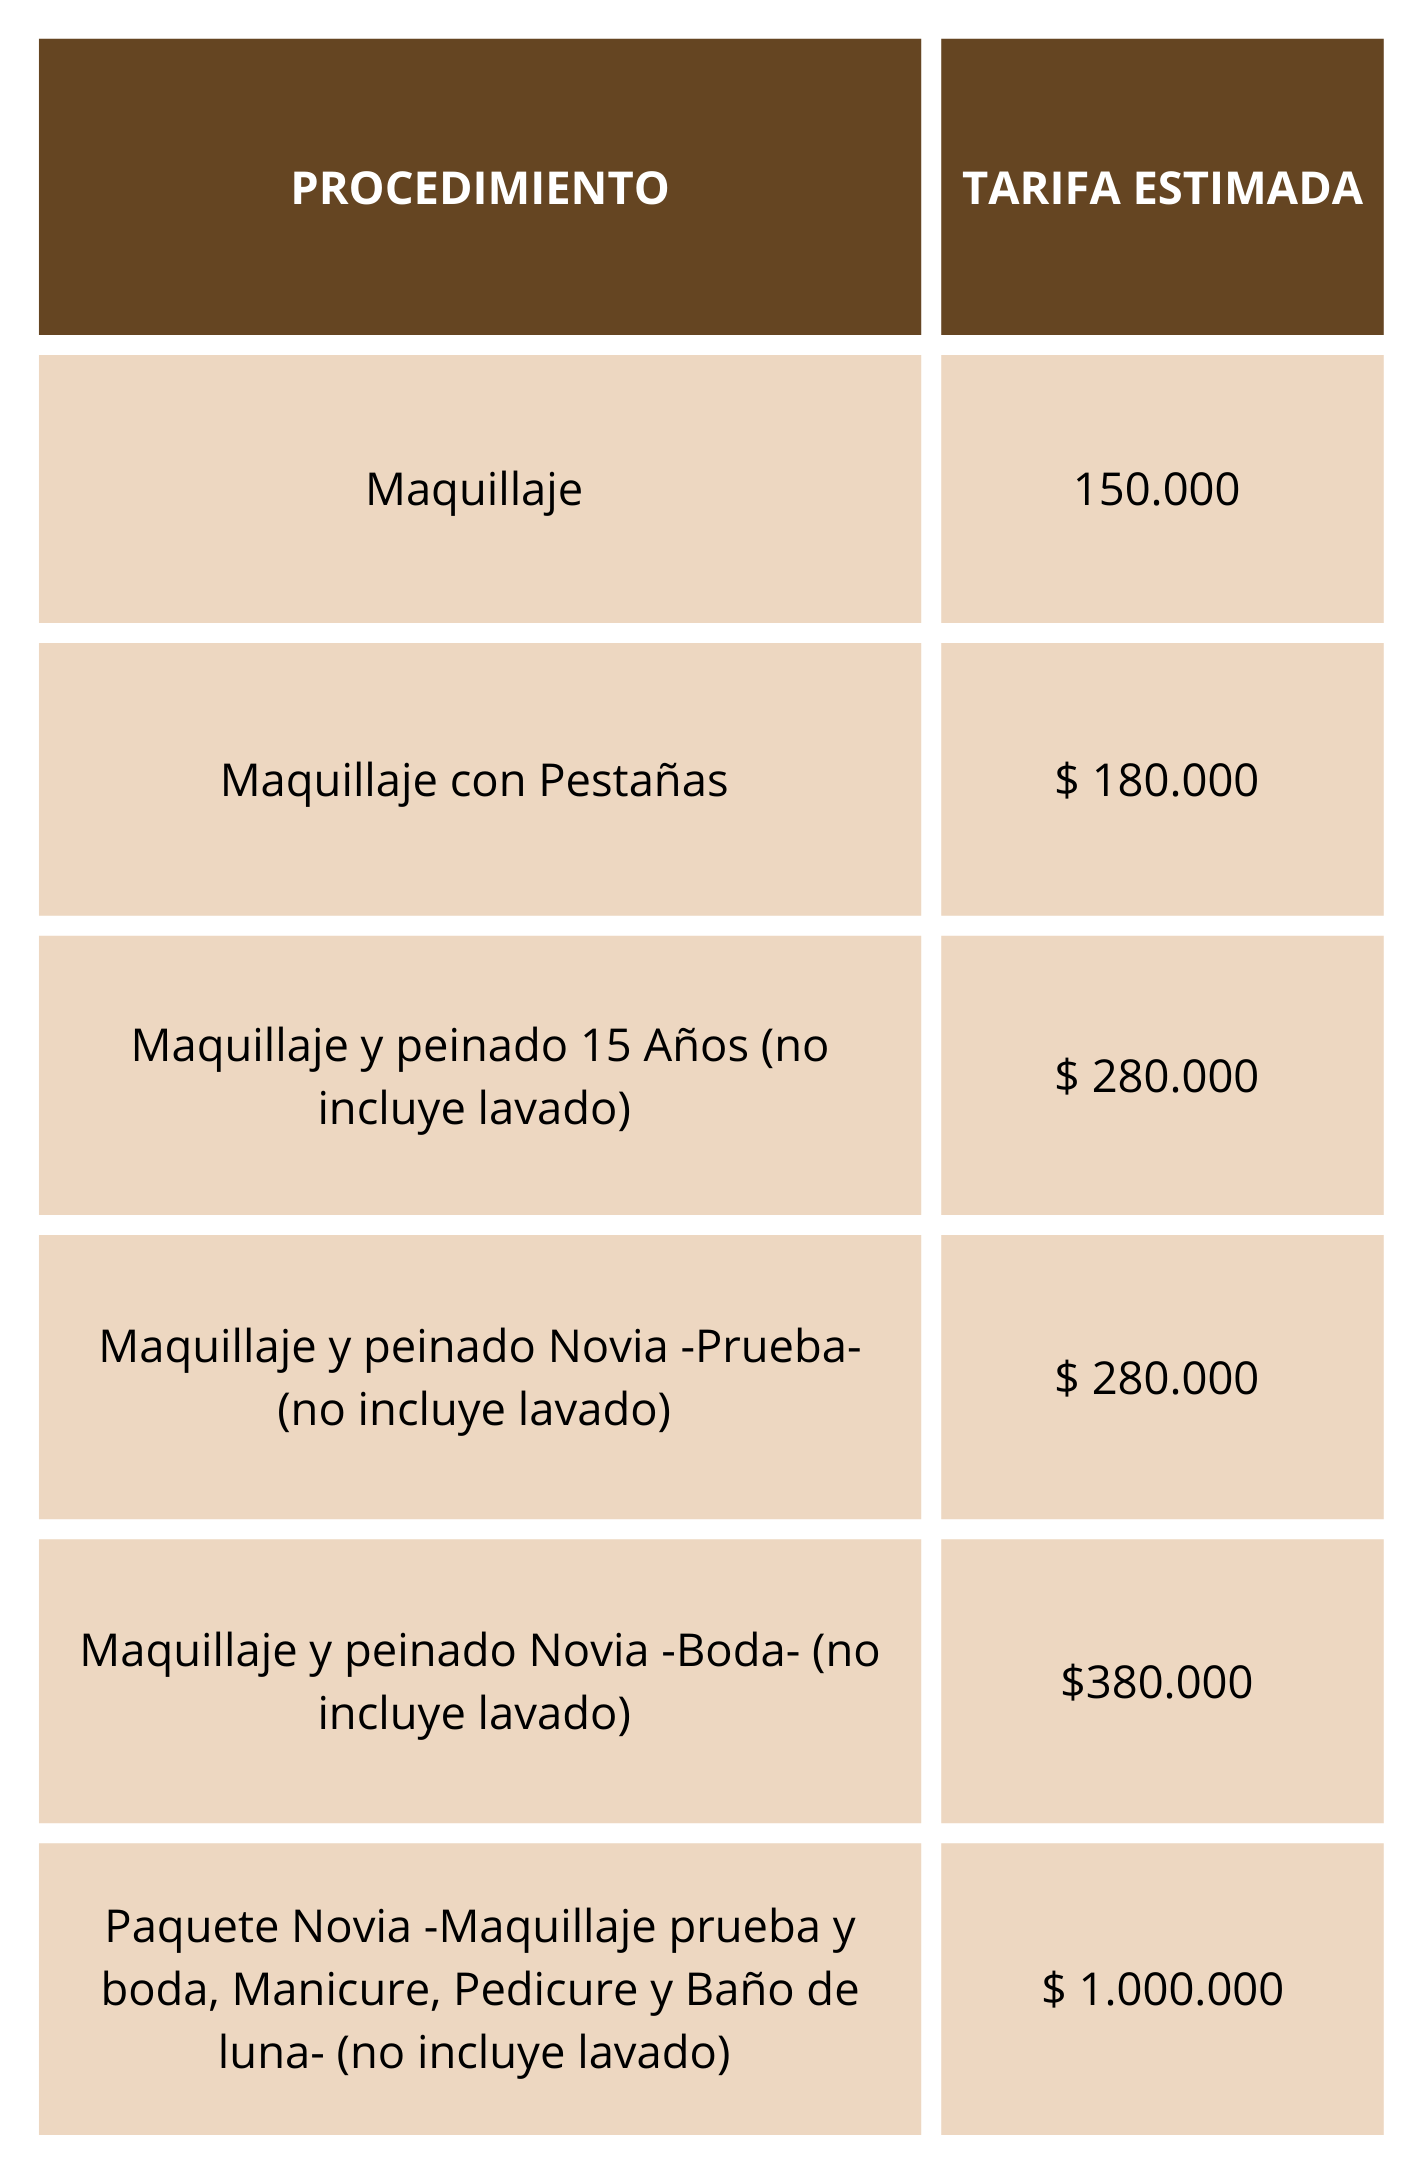 PROCEDIMIENTO
TARIFA ESTIMADA
Maquillaje
150.000
Maquillaje con Pestañas
$ 180.000
Maquillaje y peinado 15 Años (no
incluye lavado)
$ 280.000
Maquillaje y peinado Novia -Prueba-
(no incluye lavado)
$ 280.000
Maquillaje y peinado Novia -Boda- (no
incluye lavado)
$380.000
Paquete Novia -Maquillaje prueba y
boda, Manicure, Pedicure y Baño de
luna- (no incluye lavado)
$ 1.000.000